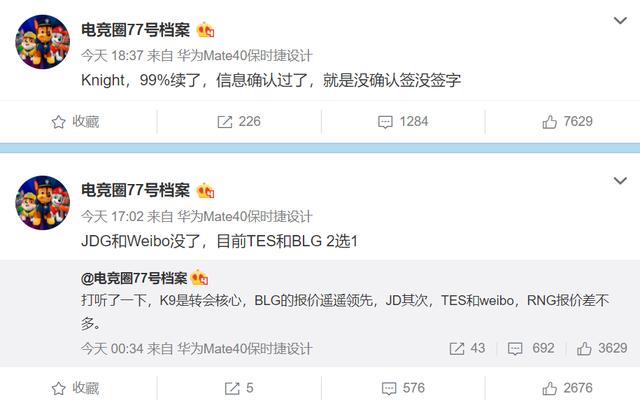 电竞圈77号档案
今天 18:37 来自 华为Mate40保时捷设计
Knight，99%续了，信息确认过了，就是没确认签没签字
收藏 226 1284 7629
电竞圈77号档案
今天 17:02 来自 华为Mate40保时捷设计
JDG和Weibo没了，目前TES和BLG 2选1
@电竞圈77号档案
打听了一下，K9是转会核心，BLG的报价遥遥领先，JD其次，TES和weibo，RNG报价差不
多。
今天 00:34 来自 华为Mate40保时捷设计 43 692 3629
收藏 5 576 2676